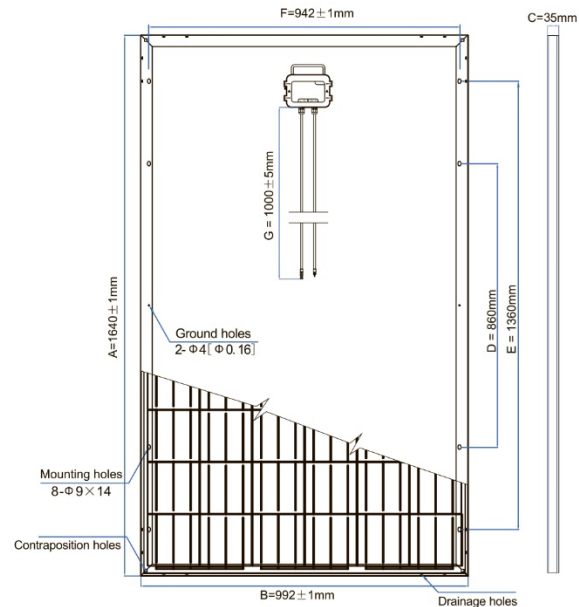 F=942±1mm
C=35mm
G = 1000±5mm
A=1640±1mm
D = 860mm
E = 1360mm
Ground holes
2-Φ4[Φ0.16]
Mounting holes
8-Φ9×14
Contraposition holes
B=992±1mm
Drainage holes